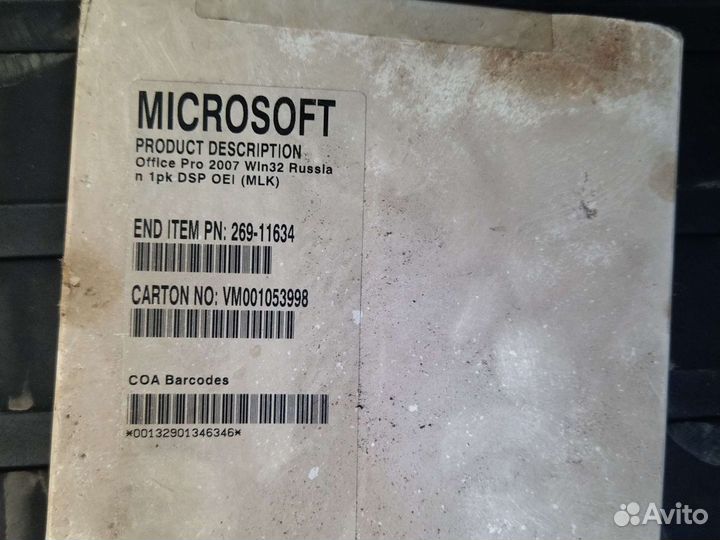 MICROSOFT
PRODUCT DESCRIPTION
Office Pro 2007 Win32 Russia
n 1pk DSP OEI (MLK)
END ITEM PN: 269-11634
CARTON NO: VM001053998
COA Barcodes
*00132901346346*
Avito